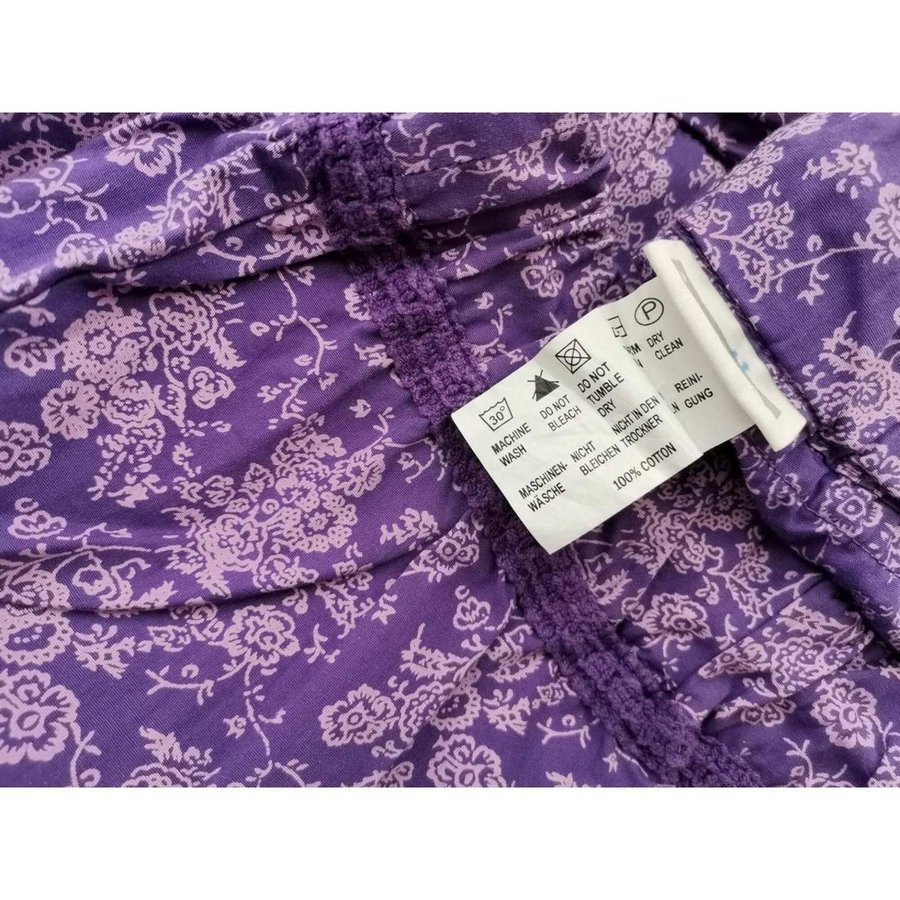 30°
P
MACHINE
WASH
DO NOT
BLEACH
DO NOT
TUMBLE
DRY
DRY
CLEAN
MASCHINEN-
WÄSCHE
NICHT
BLEICHEN
NICHT IN DEN
TROCKNER
REINI-
GUNG
100% COTTON